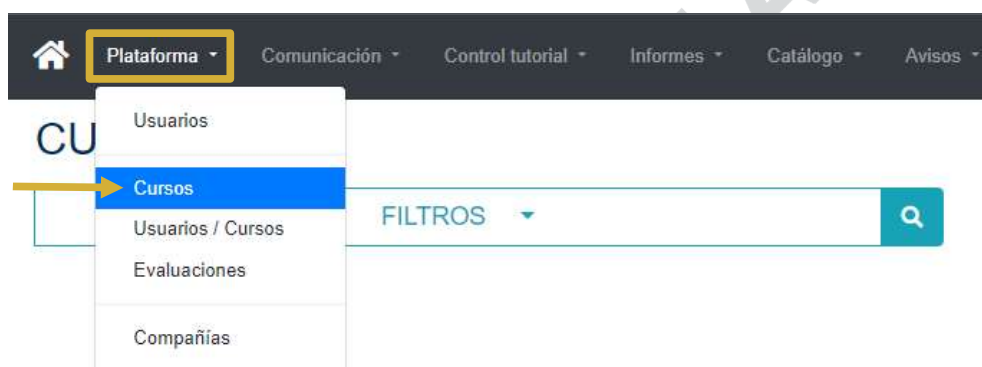 Plataforma Comunicación Control tutorial Informes Catálogo Avisos
Usuarios
CU
Cursos
FILTROS
Usuarios / Cursos
Evaluaciones
Compañías